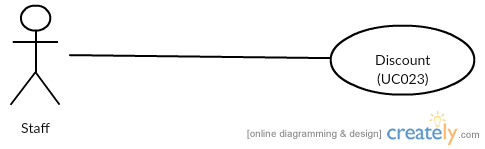 Discount
(UC023)
Staff
[online diagramming & design] creately.com